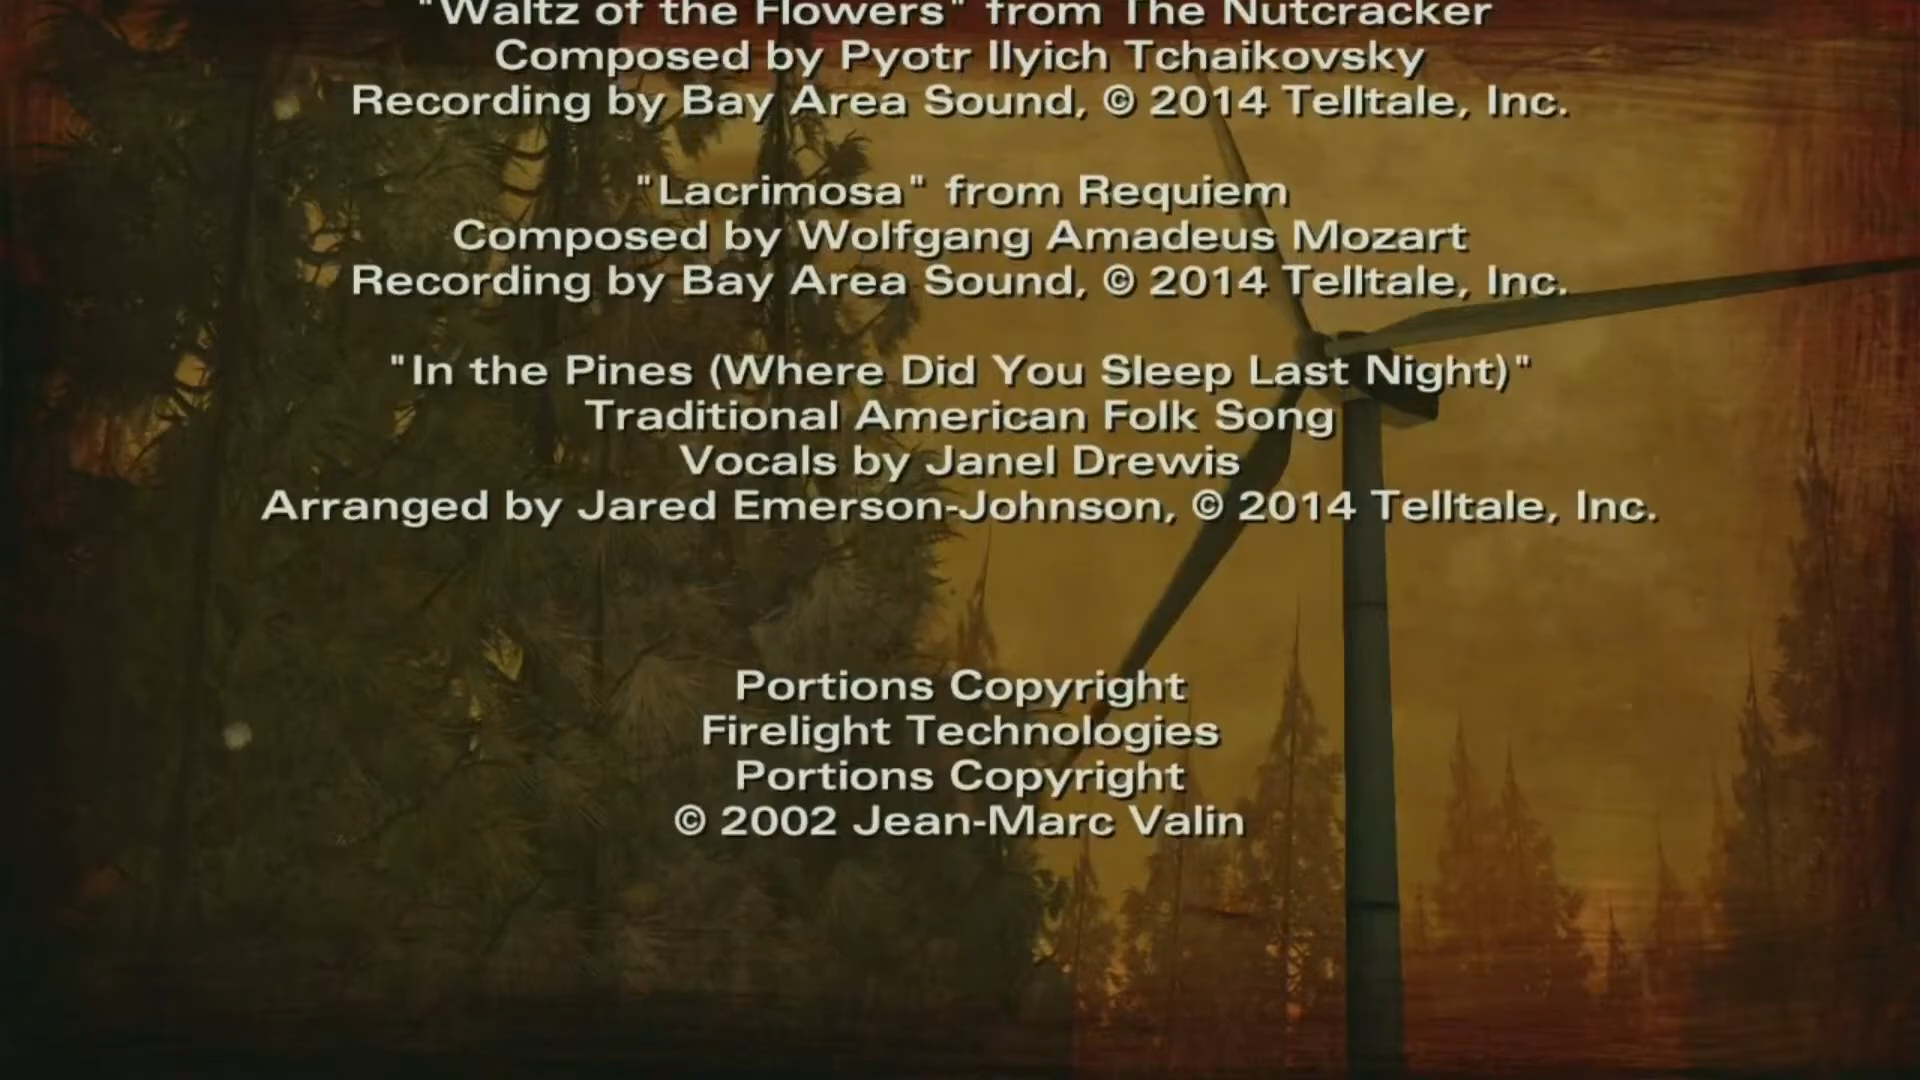 "Waltz of the Flowers" from The Nutcracker
Composed by Pyotr Ilyich Tchaikovsky
Recording by Bay Area Sound, © 2014 Telltale, Inc.
"Lacrimosa" from Requiem
Composed by Wolfgang Amadeus Mozart
Recording by Bay Area Sound, © 2014 Telltale, Inc.
"In the Pines (Where Did You Sleep Last Night)"
Traditional American Folk Song
Vocals by Janel Drewis
Arranged by Jared Emerson-Johnson, © 2014 Telltale, Inc.
Portions Copyright
Firelight Technologies
Portions Copyright
© 2002 Jean-Marc Valin